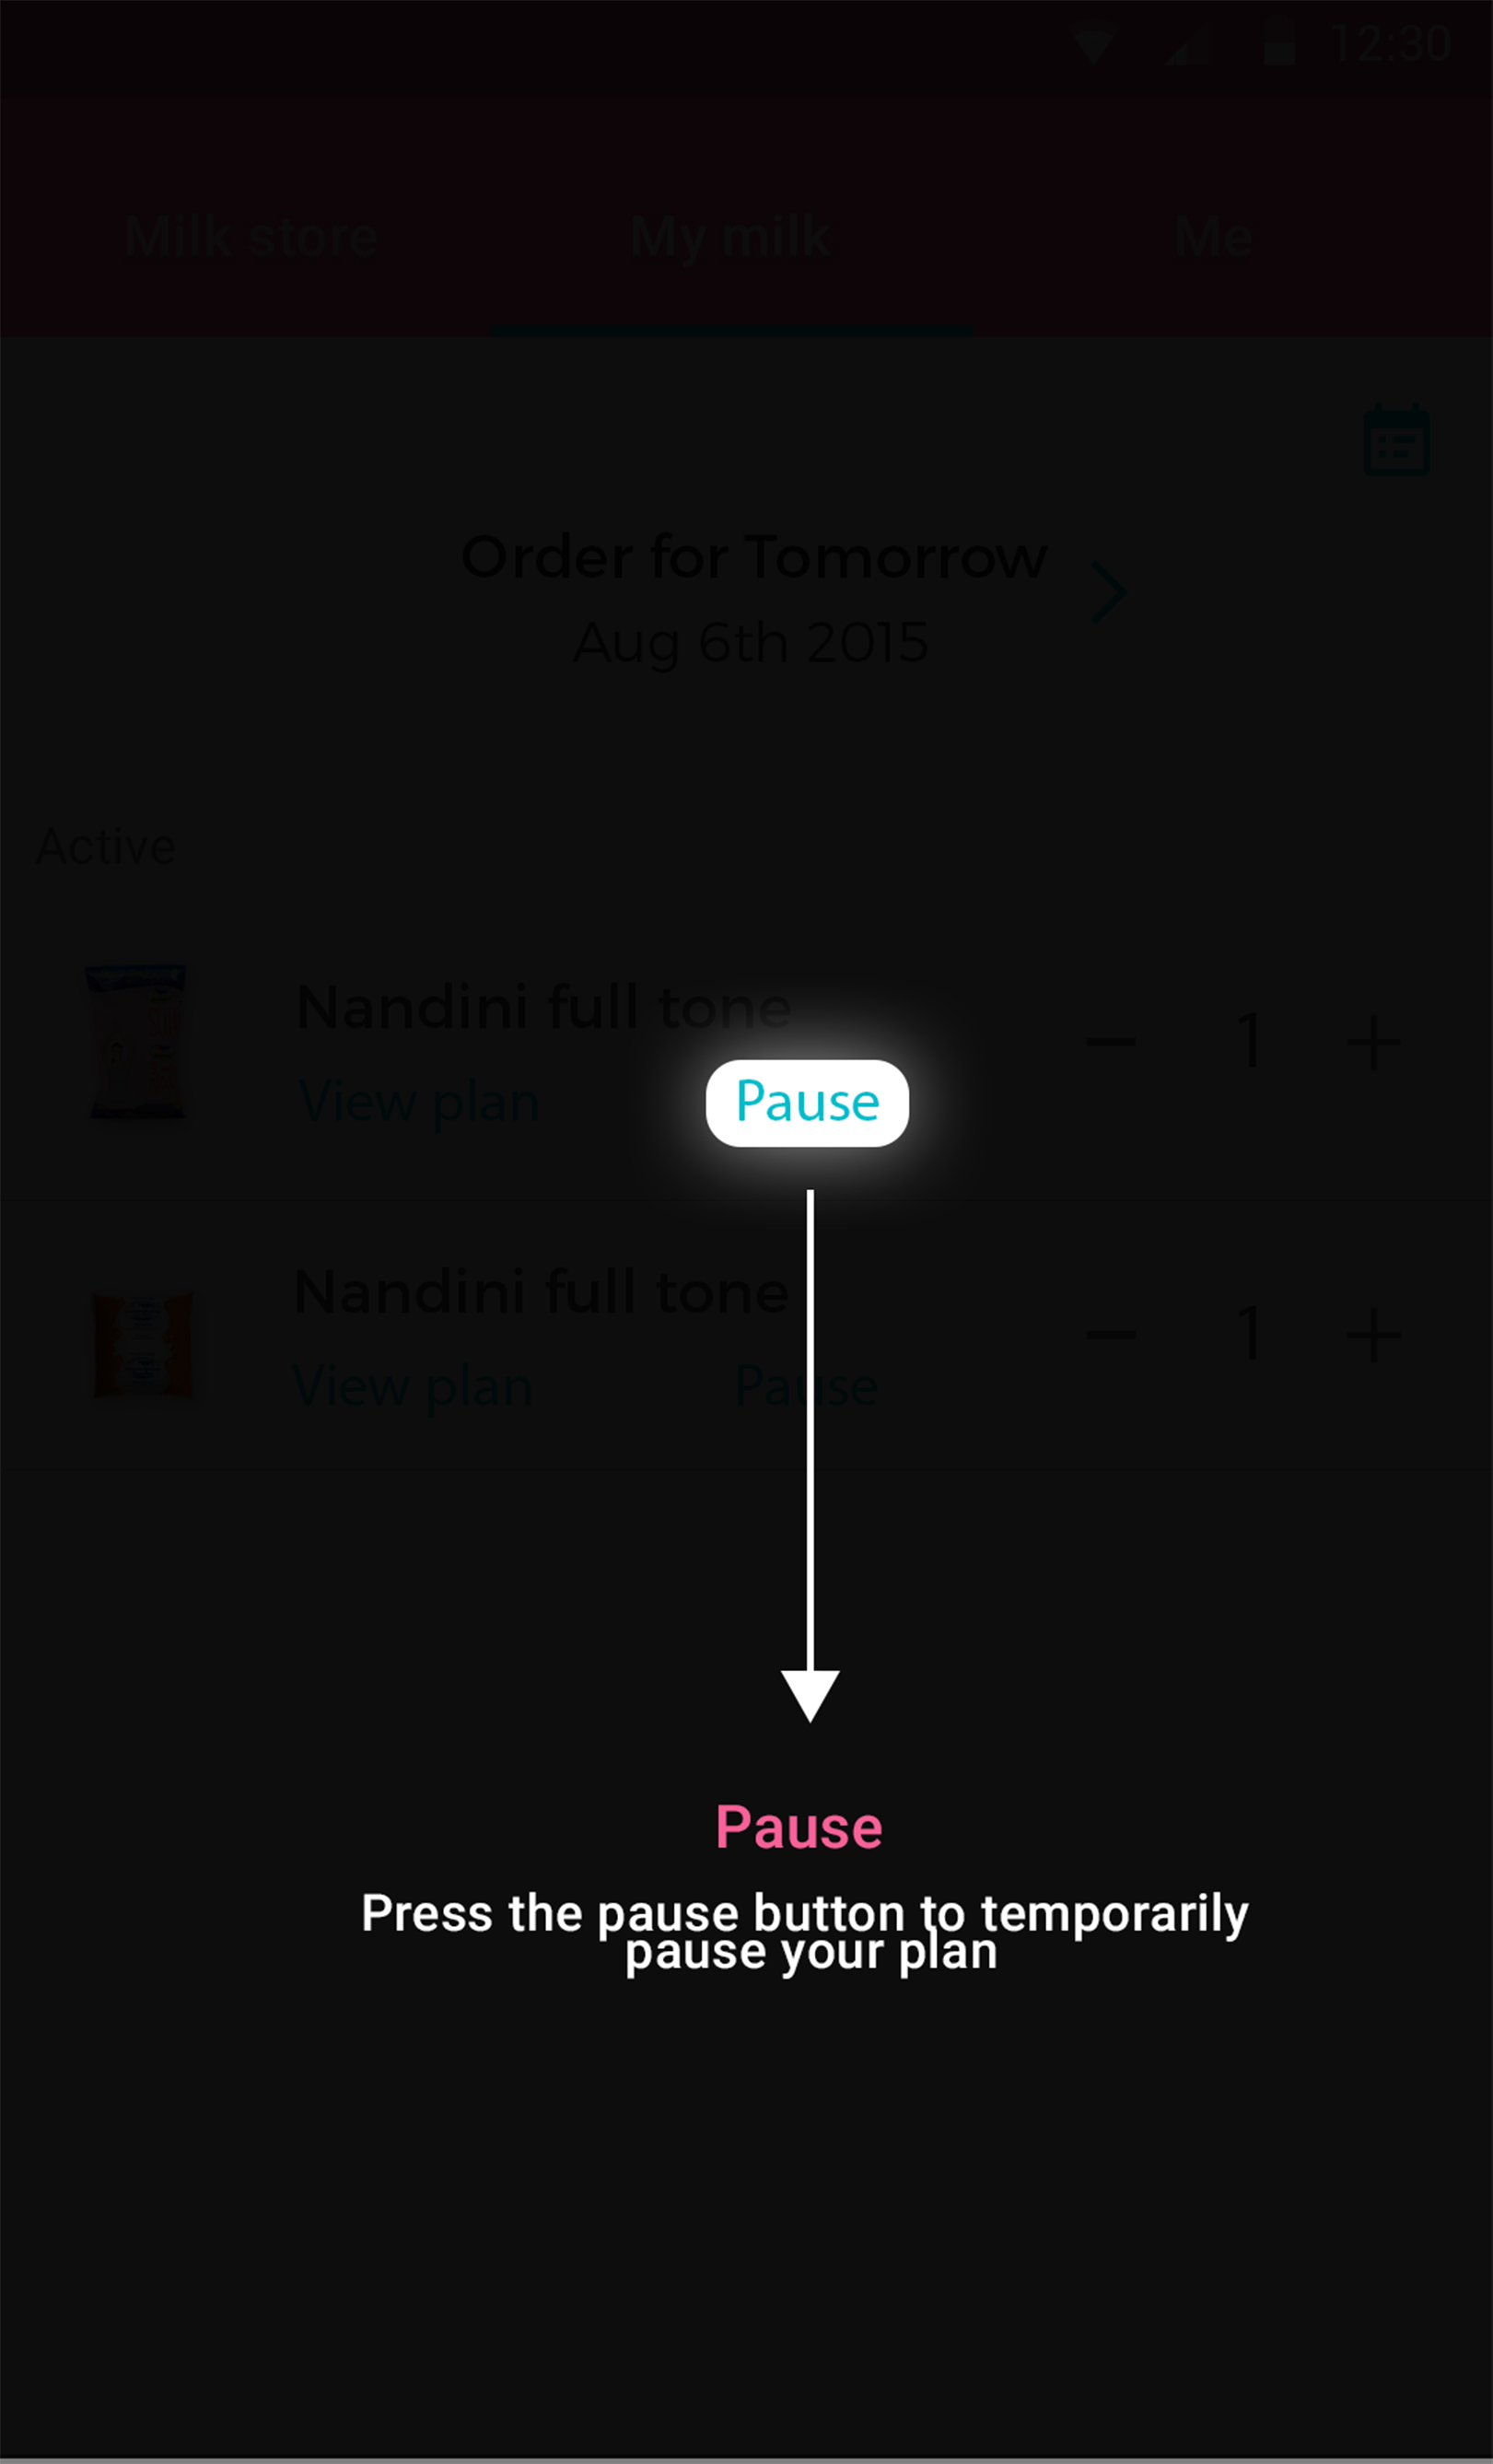 12:30
Milk store My milk Me
Order for Tomorrow
Aug 6th 2015
Active
Nandini full tone
View plan Pause
1
Nandini full tone
View plan Pause
1
Pause
Press the pause button to temporarily
pause your plan